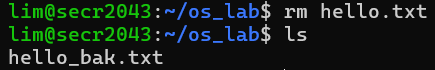 lim@secr2043:~/os_lab$ rm hello.txt
lim@secr2043:~/os_lab$ ls
hello_bak.txt